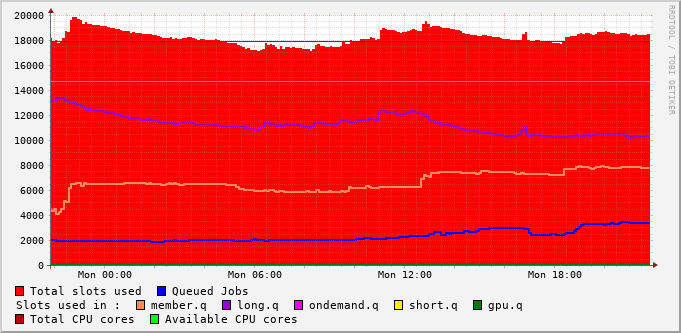 20000
18000
16000
14000
12000
10000
8000
6000
4000
2000
0
Mon 00:00 Mon 06:00 Mon 12:00 Mon 18:00
RRDTOOL / TOBI OETIKER
Total slots used Queued Jobs
Slots used in : member.q long.q ondemand.q short.q gpu.q
Total CPU cores Available CPU cores